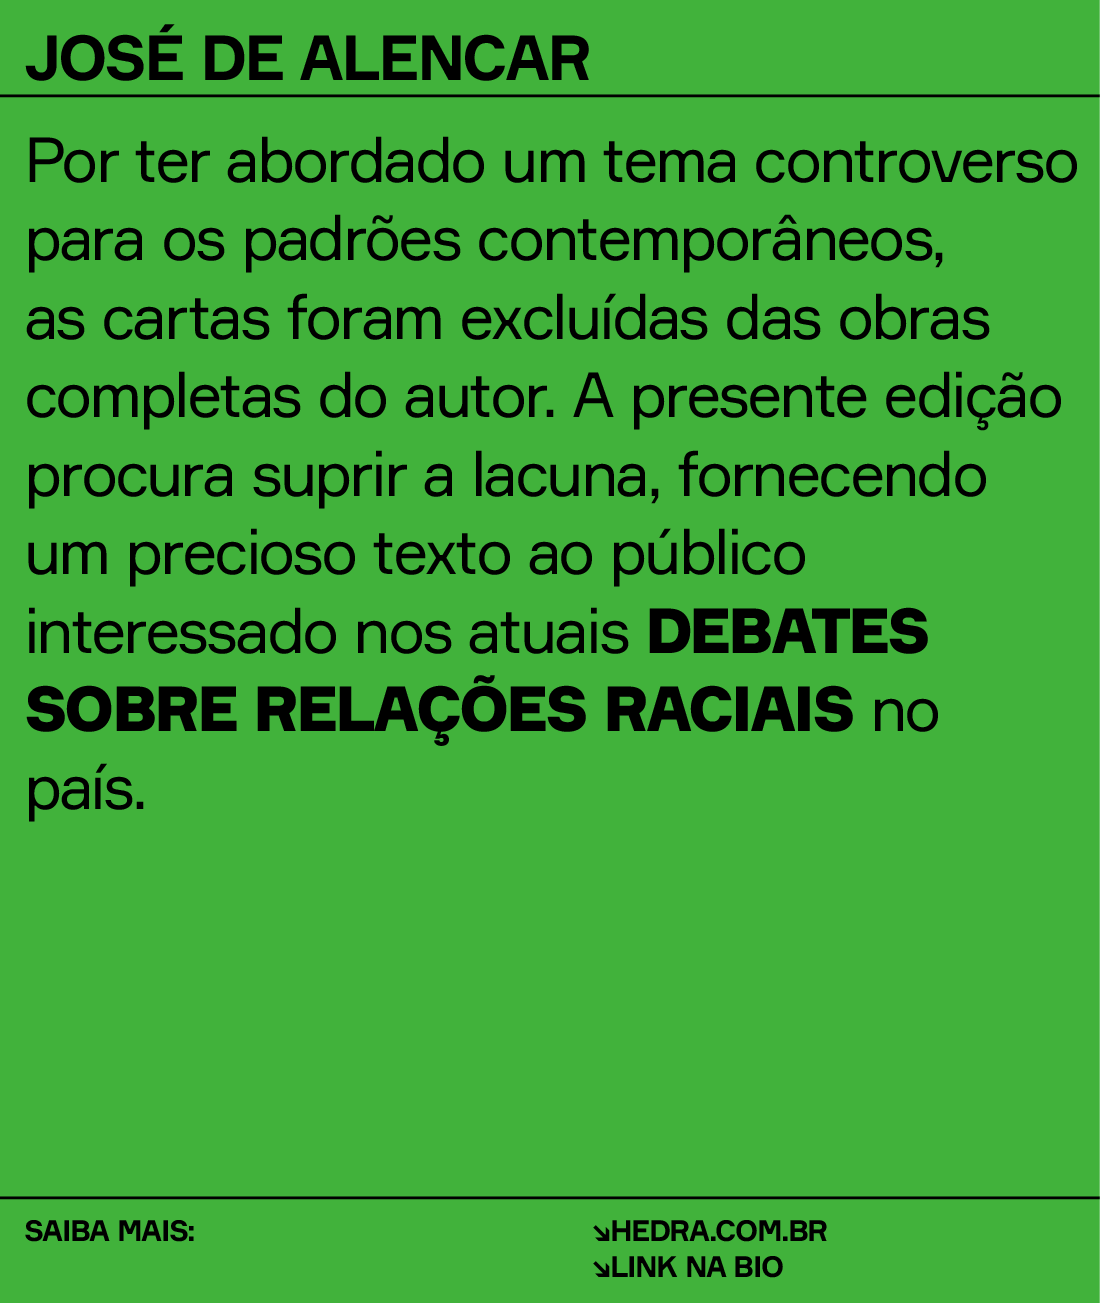 JOSÉ DE ALENCAR
Por ter abordado um tema controverso
para os padrões contemporâneos,
as cartas foram excluídas das obras
completas do autor. A presente edição
procura suprir a lacuna, fornecendo
um precioso texto ao público
interessado nos atuais DEBATES
SOBRE RELAÇÕES RACIAIS no
país.
SAIBA MAIS:
↘HEDRA.COM.BR
↘LINK NA BIO